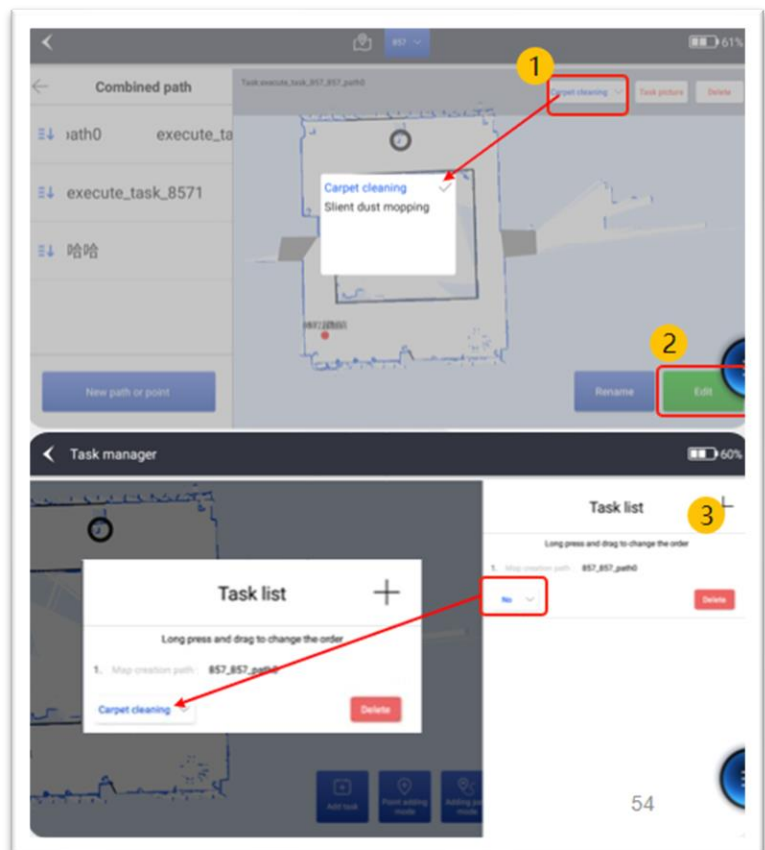 857
61%
1
Combined path
Task:execute_task_857_857_path0
Carpet cleaning
Task picture
Delete
path0 execute_ta
execute_task_8571
哈哈
Carpet cleaning
Slient dust mopping
2
New path or point
Rename
Edit
Task manager
60%
Task list
3
Long press and drag to change the order
1. Map creation path: 857_857_path0
No
Delete
Task list
Long press and drag to change the order
1. Map creation path: 857_857_path0
Carpet cleaning
Delete
Add task
Point adding
mode
Adding pa
mode
54